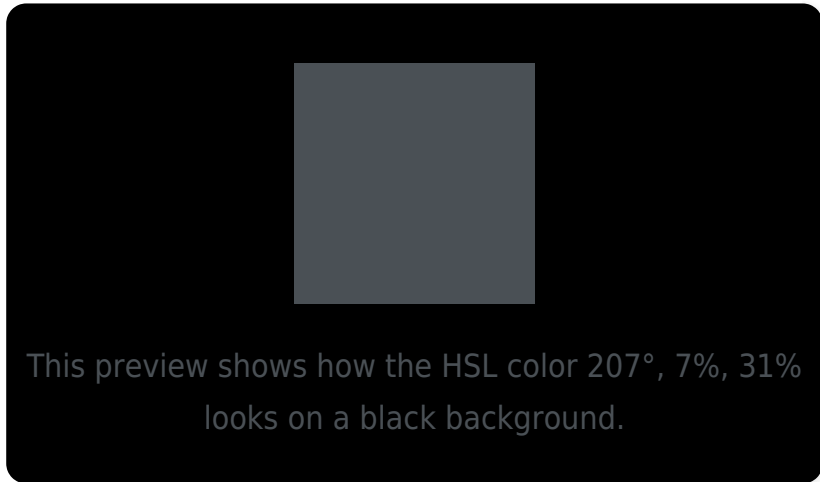 This preview shows how the HSL color 207°, 7%, 31%
looks on a black background.